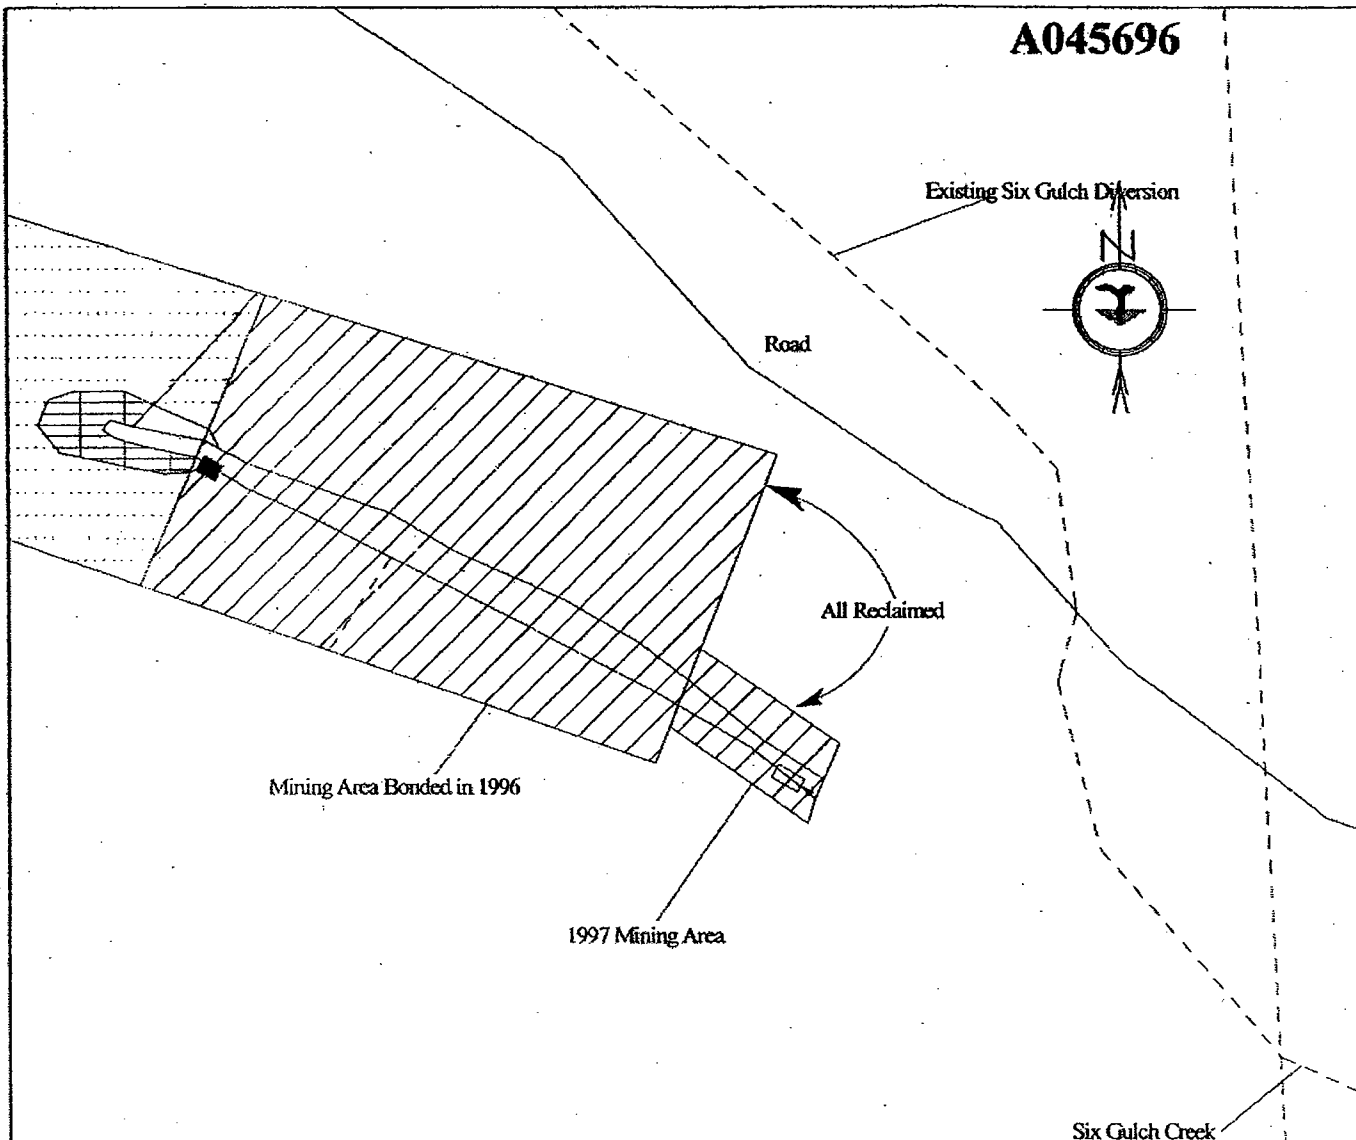 A045696
Existing Six Gulch Diversion
N
Road
All Reclaimed
Mining Area Bonded in 1996
1997 Mining Area
Six Gulch Creek